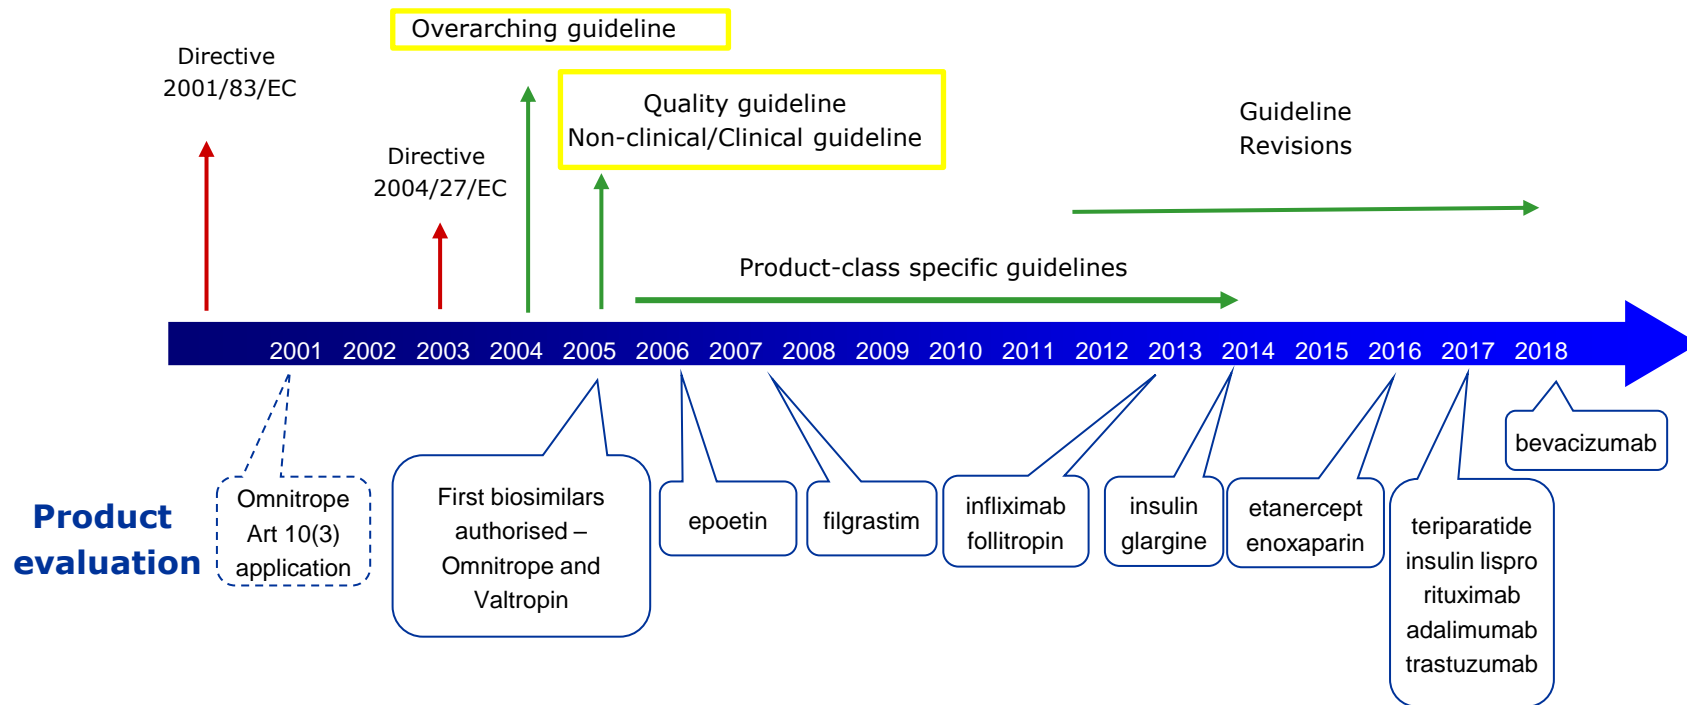 Overarching guideline
Directive
2001/83/EC
Quality guideline
Non-clinical/Clinical guideline
Guideline
Revisions
Directive
2004/27/EC
Product-class specific guidelines
2001 2002 2003 2004 2005 2006 2007 2008 2009 2010 2011 2012 2013 2014 2015 2016 2017 2018
Product
evaluation
Omnitrope
Art 10(3)
application
First biosimilars
authorised –
Omnitrope and
Valtropin
epoetin
filgrastim
infliximab
follitropin
insulin
glargine
etanercept
enoxaparin
teriparatide
insulin lispro
rituximab
adalimumab
trastuzumab
bevacizumab